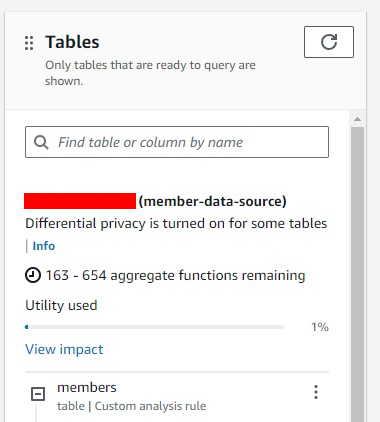 Tables
Only tables that are ready to query are
shown.
Find table or column by name
(member-data-source)
Differential privacy is turned on for some tables
| Info
163 - 654 aggregate functions remaining
Utility used
1%
View impact
members
table | Custom analysis rule